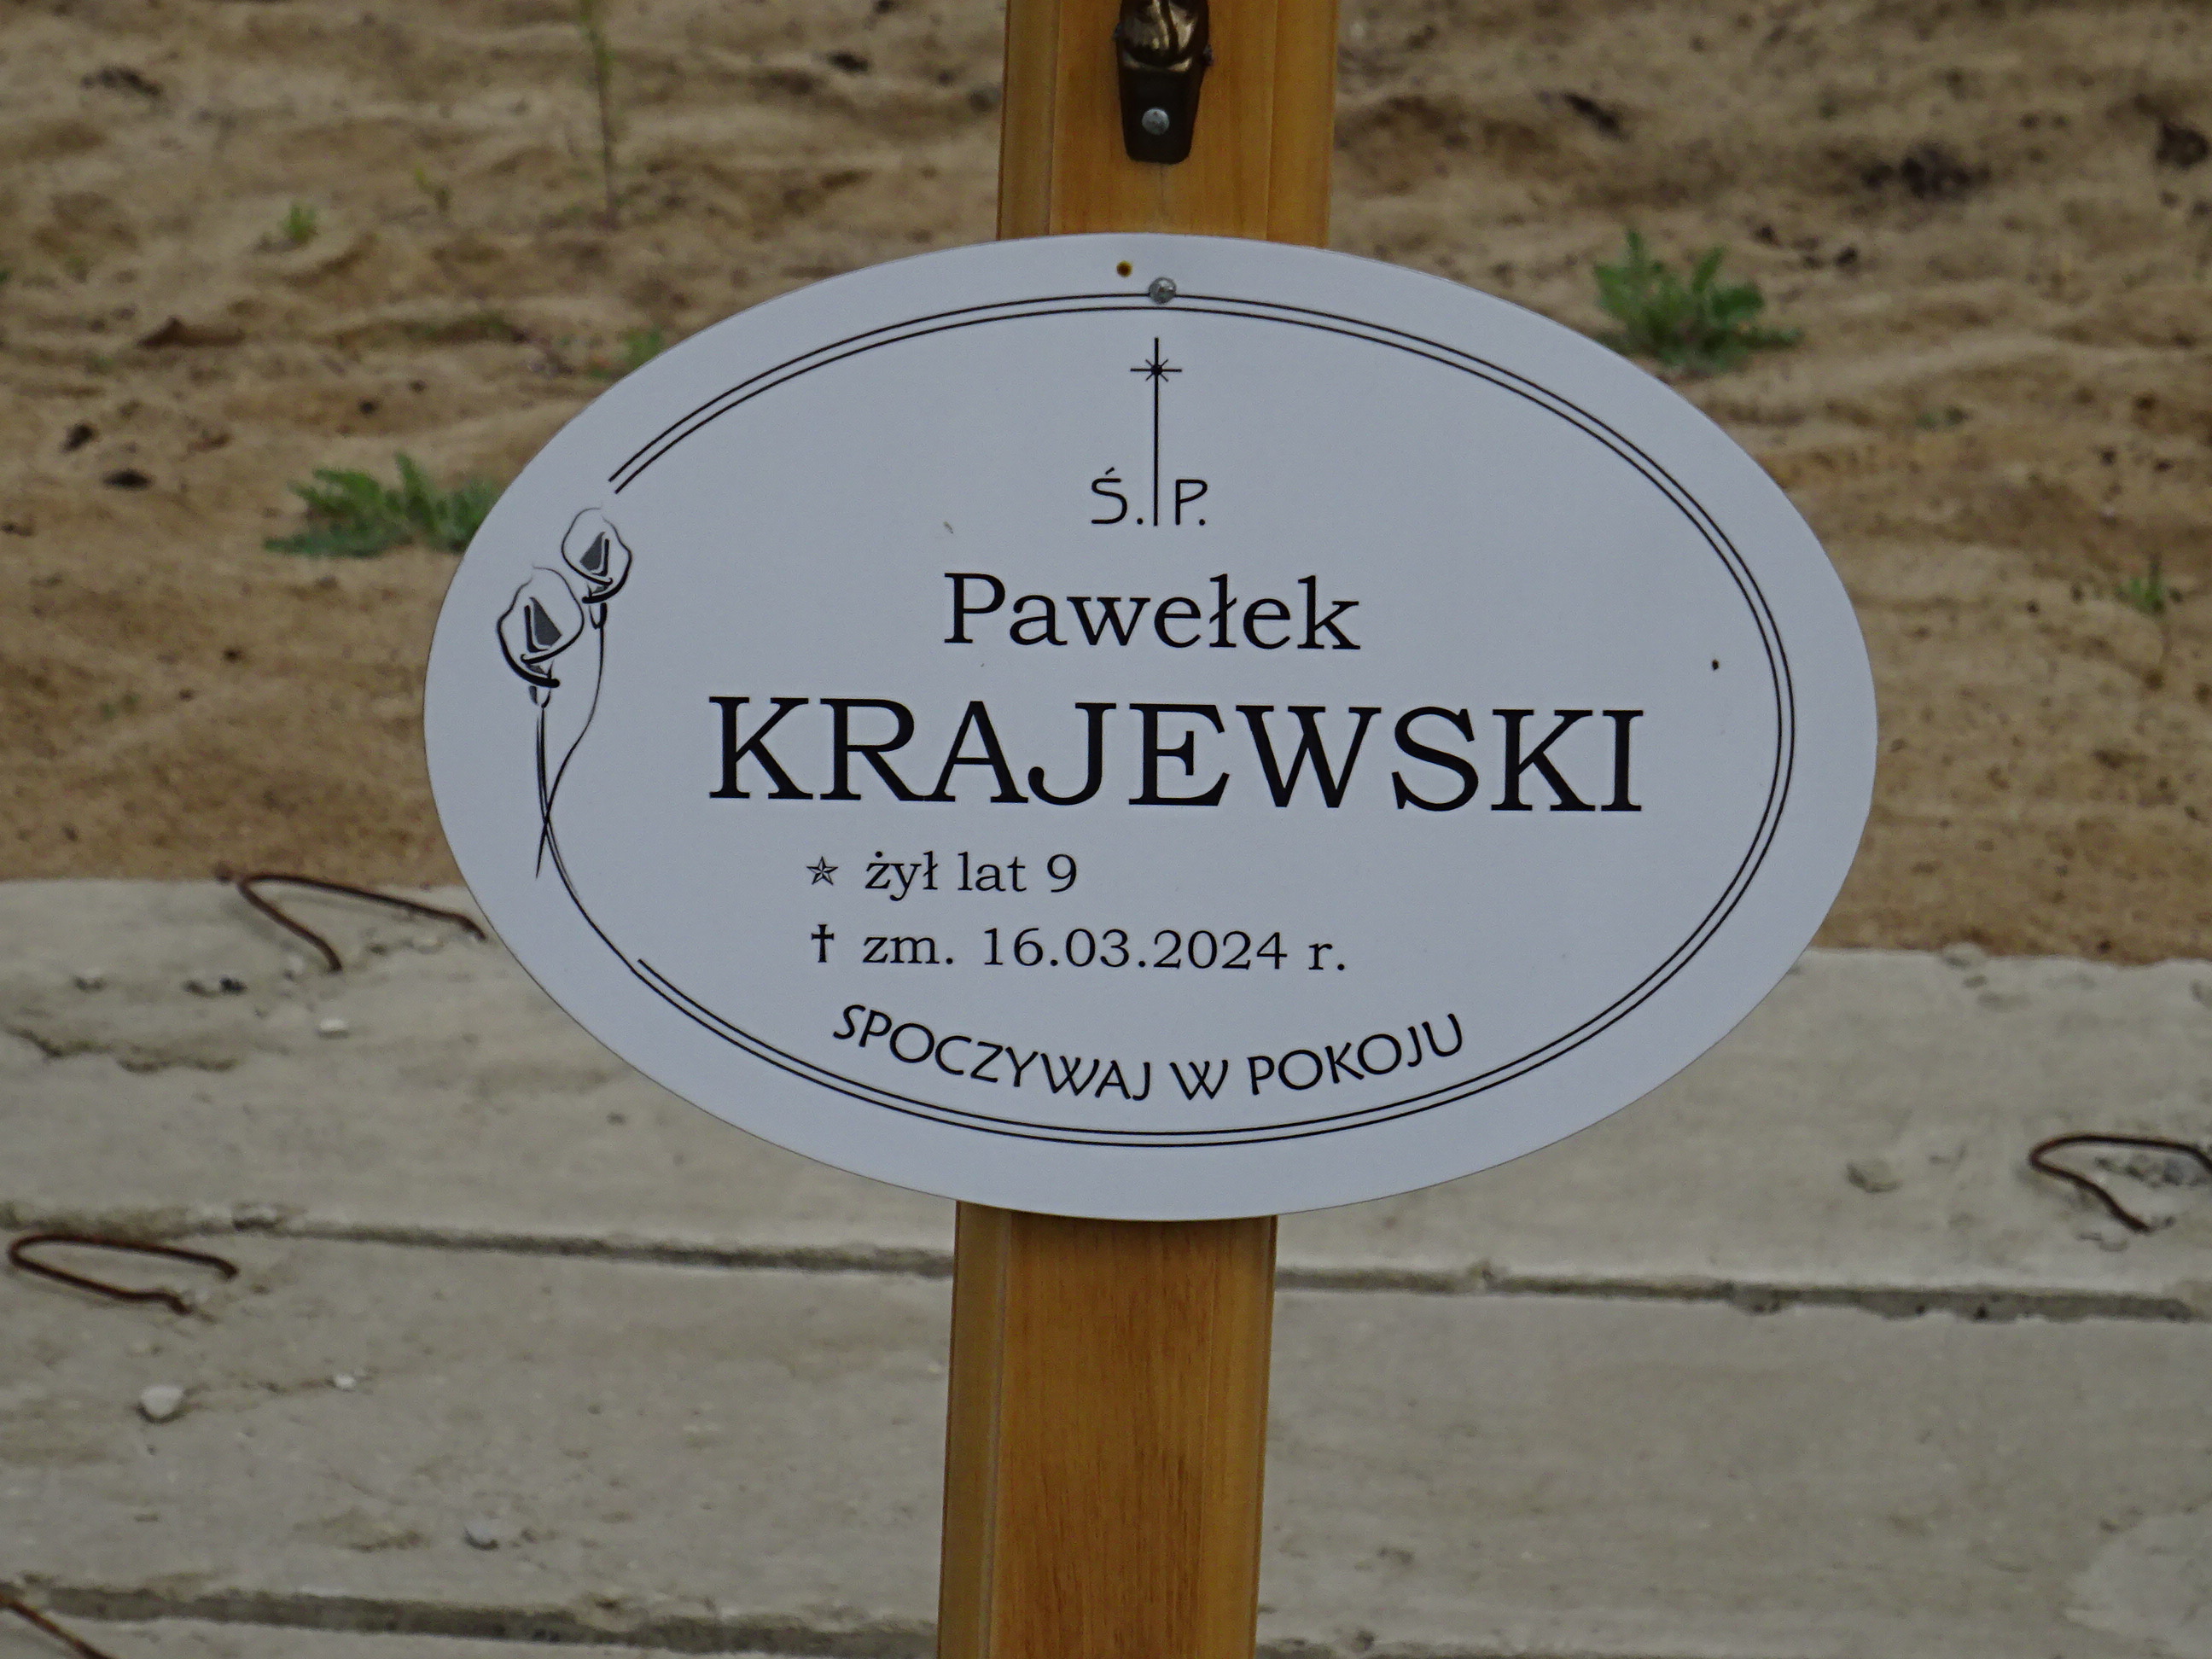 Ś. P.
Pawełek
KRAJEWSKI
✯ żył lat 9
† zm. 16.03.2024 r.
SPOCZYWAJ W POKOJU